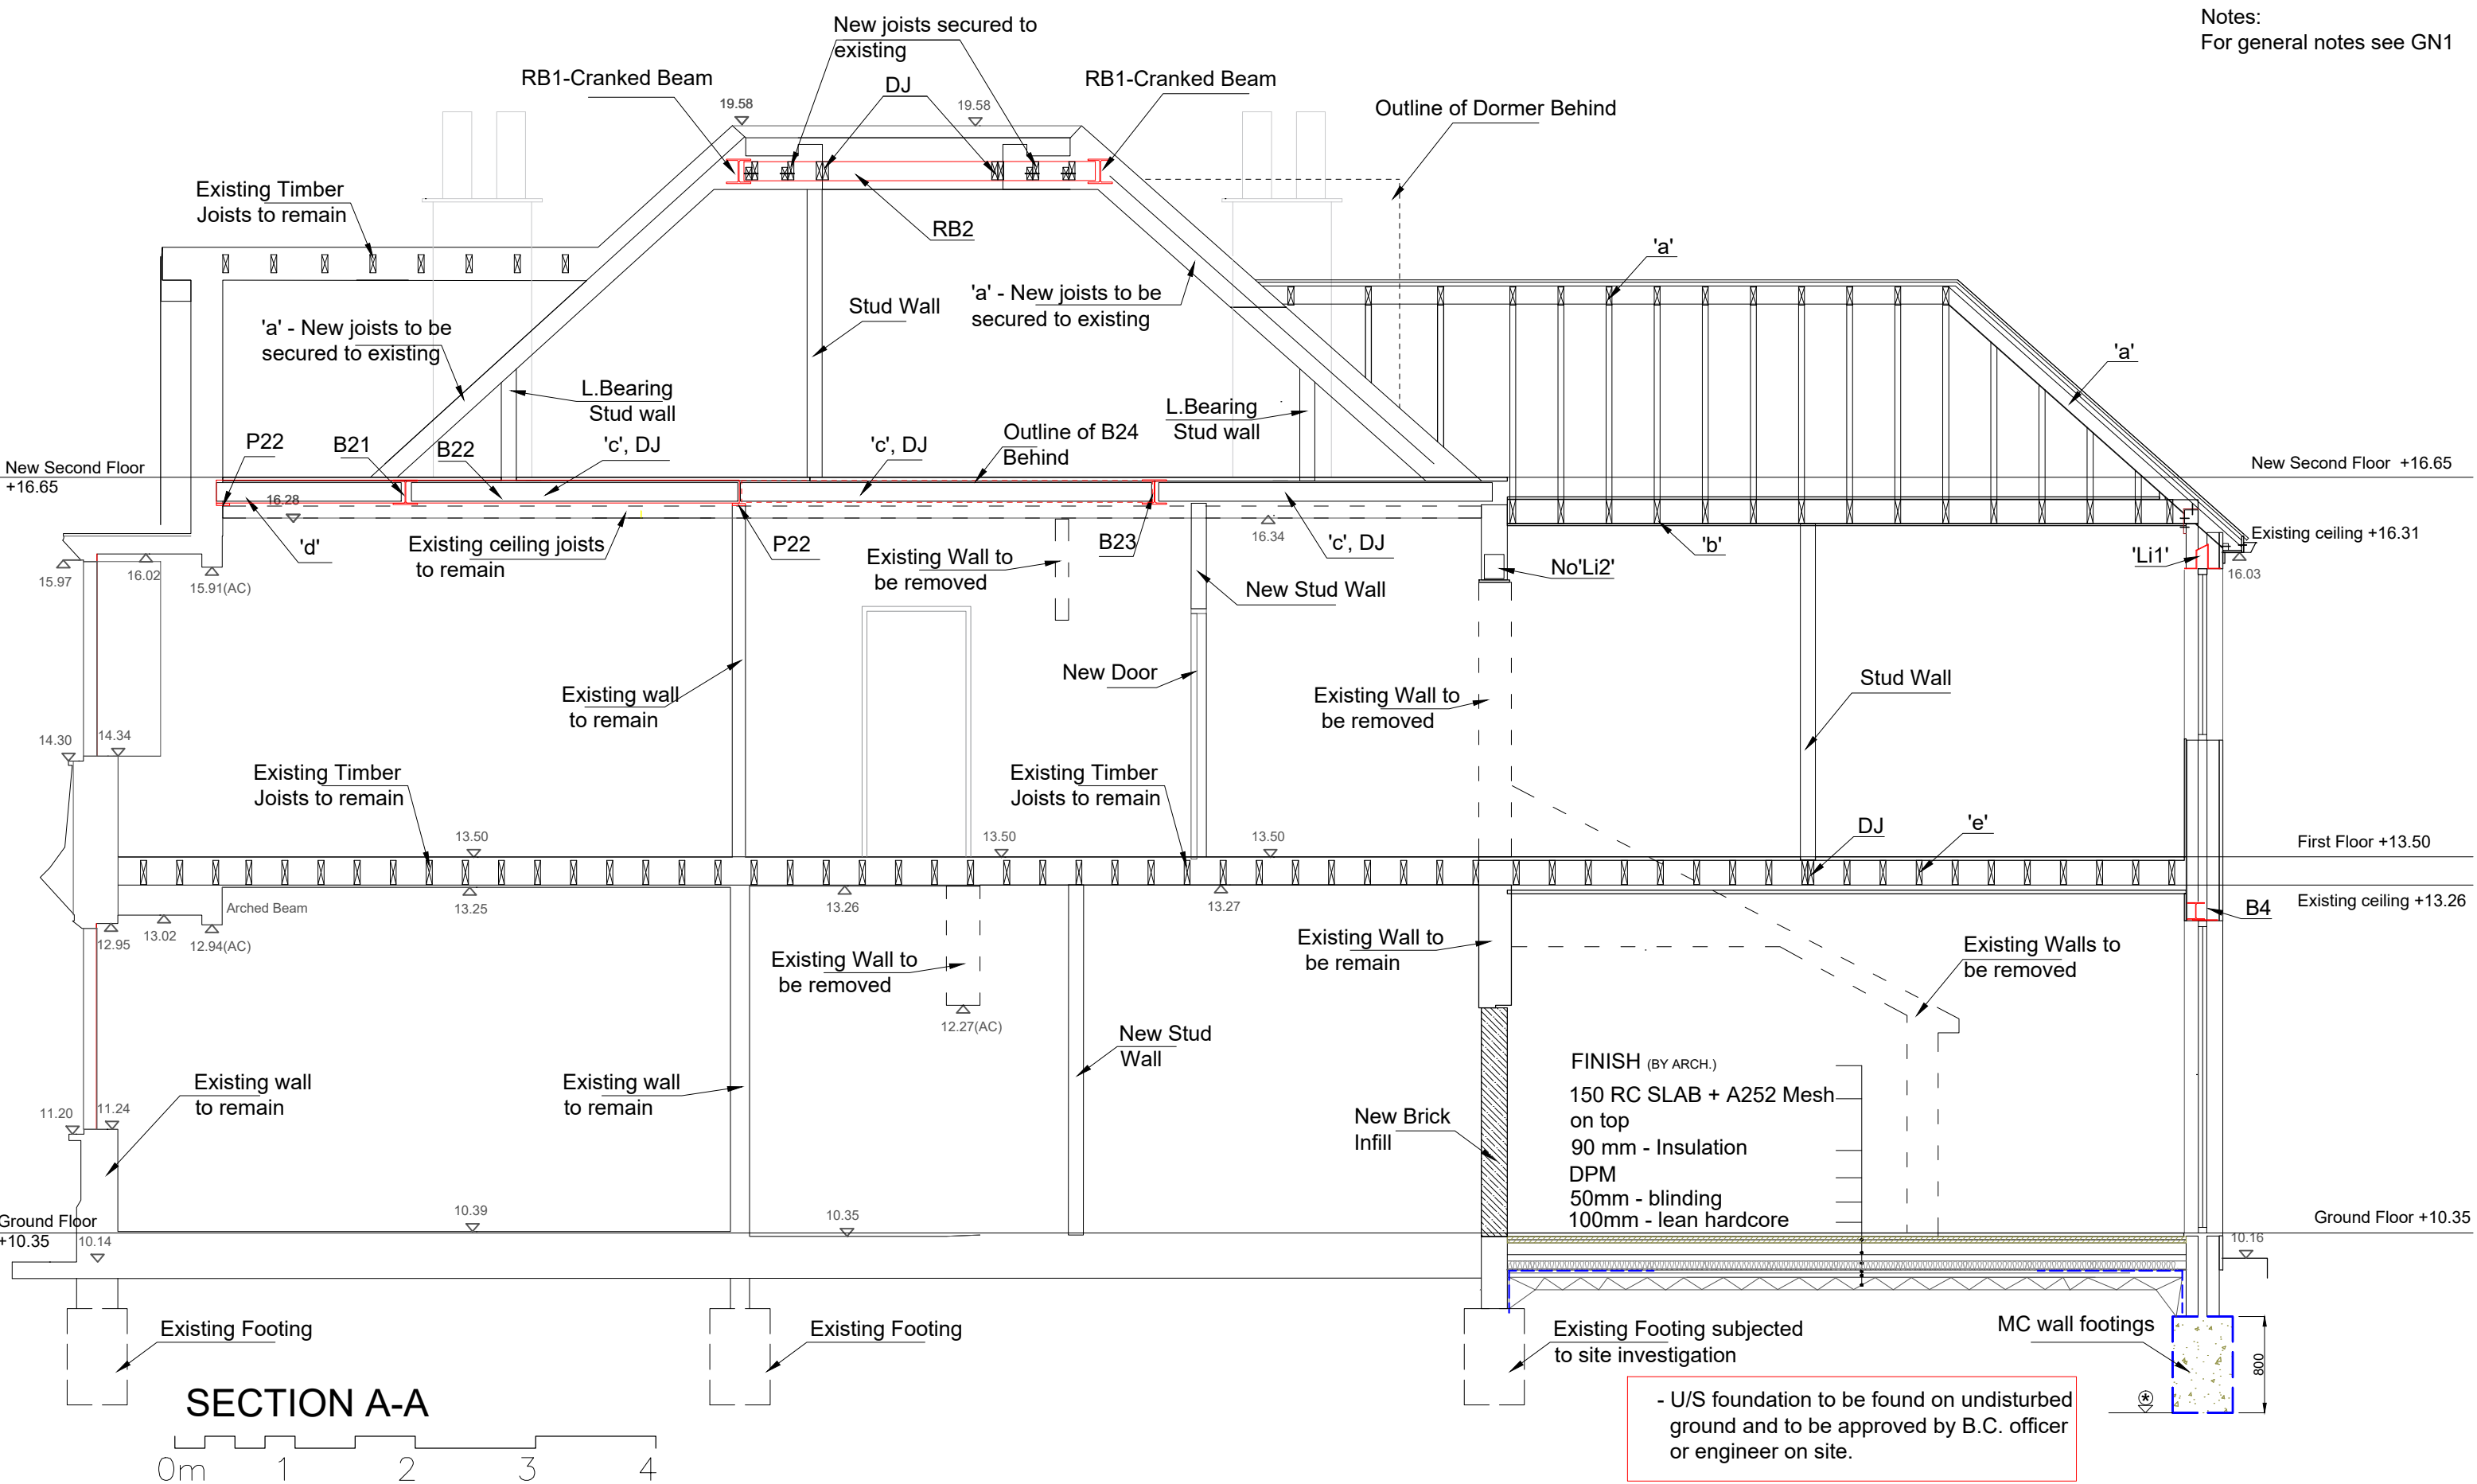 Notes:
For general notes see GN1
New joists secured to
existing
RB1-Cranked Beam
DJ
RB1-Cranked Beam
19.58
19.58
Outline of Dormer Behind
Existing Timber
Joists to remain
RB2
'a'
'a' - New joists to be
secured to existing
Stud Wall
'a' - New joists to be
secured to existing
'a'
L.Bearing
Stud wall
L.Bearing
Stud wall
P22
B21
B22
'c', DJ
'c', DJ
Outline of B24
Behind
New Second Floor
+16.65
New Second Floor +16.65
16.28
'd'
Existing ceiling joists
to remain
P22
Existing Wall to
be removed
B23
16.34
'c', DJ
No'Li2'
'b'
'Li1'
Existing ceiling +16.31
16.03
15.97
16.02
15.91(AC)
New Stud Wall
New Door
Existing wall
to remain
Existing Wall to
be removed
Stud Wall
14.30
14.34
Existing Timber
Joists to remain
Existing Timber
Joists to remain
13.50
13.50
13.50
DJ
'e'
First Floor +13.50
Arched Beam
13.25
13.26
13.27
B4
Existing ceiling +13.26
12.95
13.02
12.94(AC)
Existing Wall to
be removed
Existing Wall to
be remain
Existing Walls to
be removed
12.27(AC)
New Stud
Wall
Existing wall
to remain
Existing wall
to remain
11.20
11.24
New Brick
Infill
FINISH (BY ARCH.)
150 RC SLAB + A252 Mesh
on top
90 mm - Insulation
DPM
50mm - blinding
100mm - lean hardcore
Ground Floor
+10.35
10.14
10.39
10.35
Ground Floor +10.35
10.16
Existing Footing
Existing Footing
Existing Footing subjected
to site investigation
MC wall footings
800
*
- U/S foundation to be found on undisturbed
ground and to be approved by B.C. officer
or engineer on site.
SECTION A-A
0m 1 2 3 4